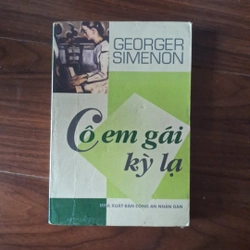 GEORGER
SIMENON
Cô em gái
kỳ lạ
NHÀ XUẤT BẢN CÔNG AN NHÂN DÂN